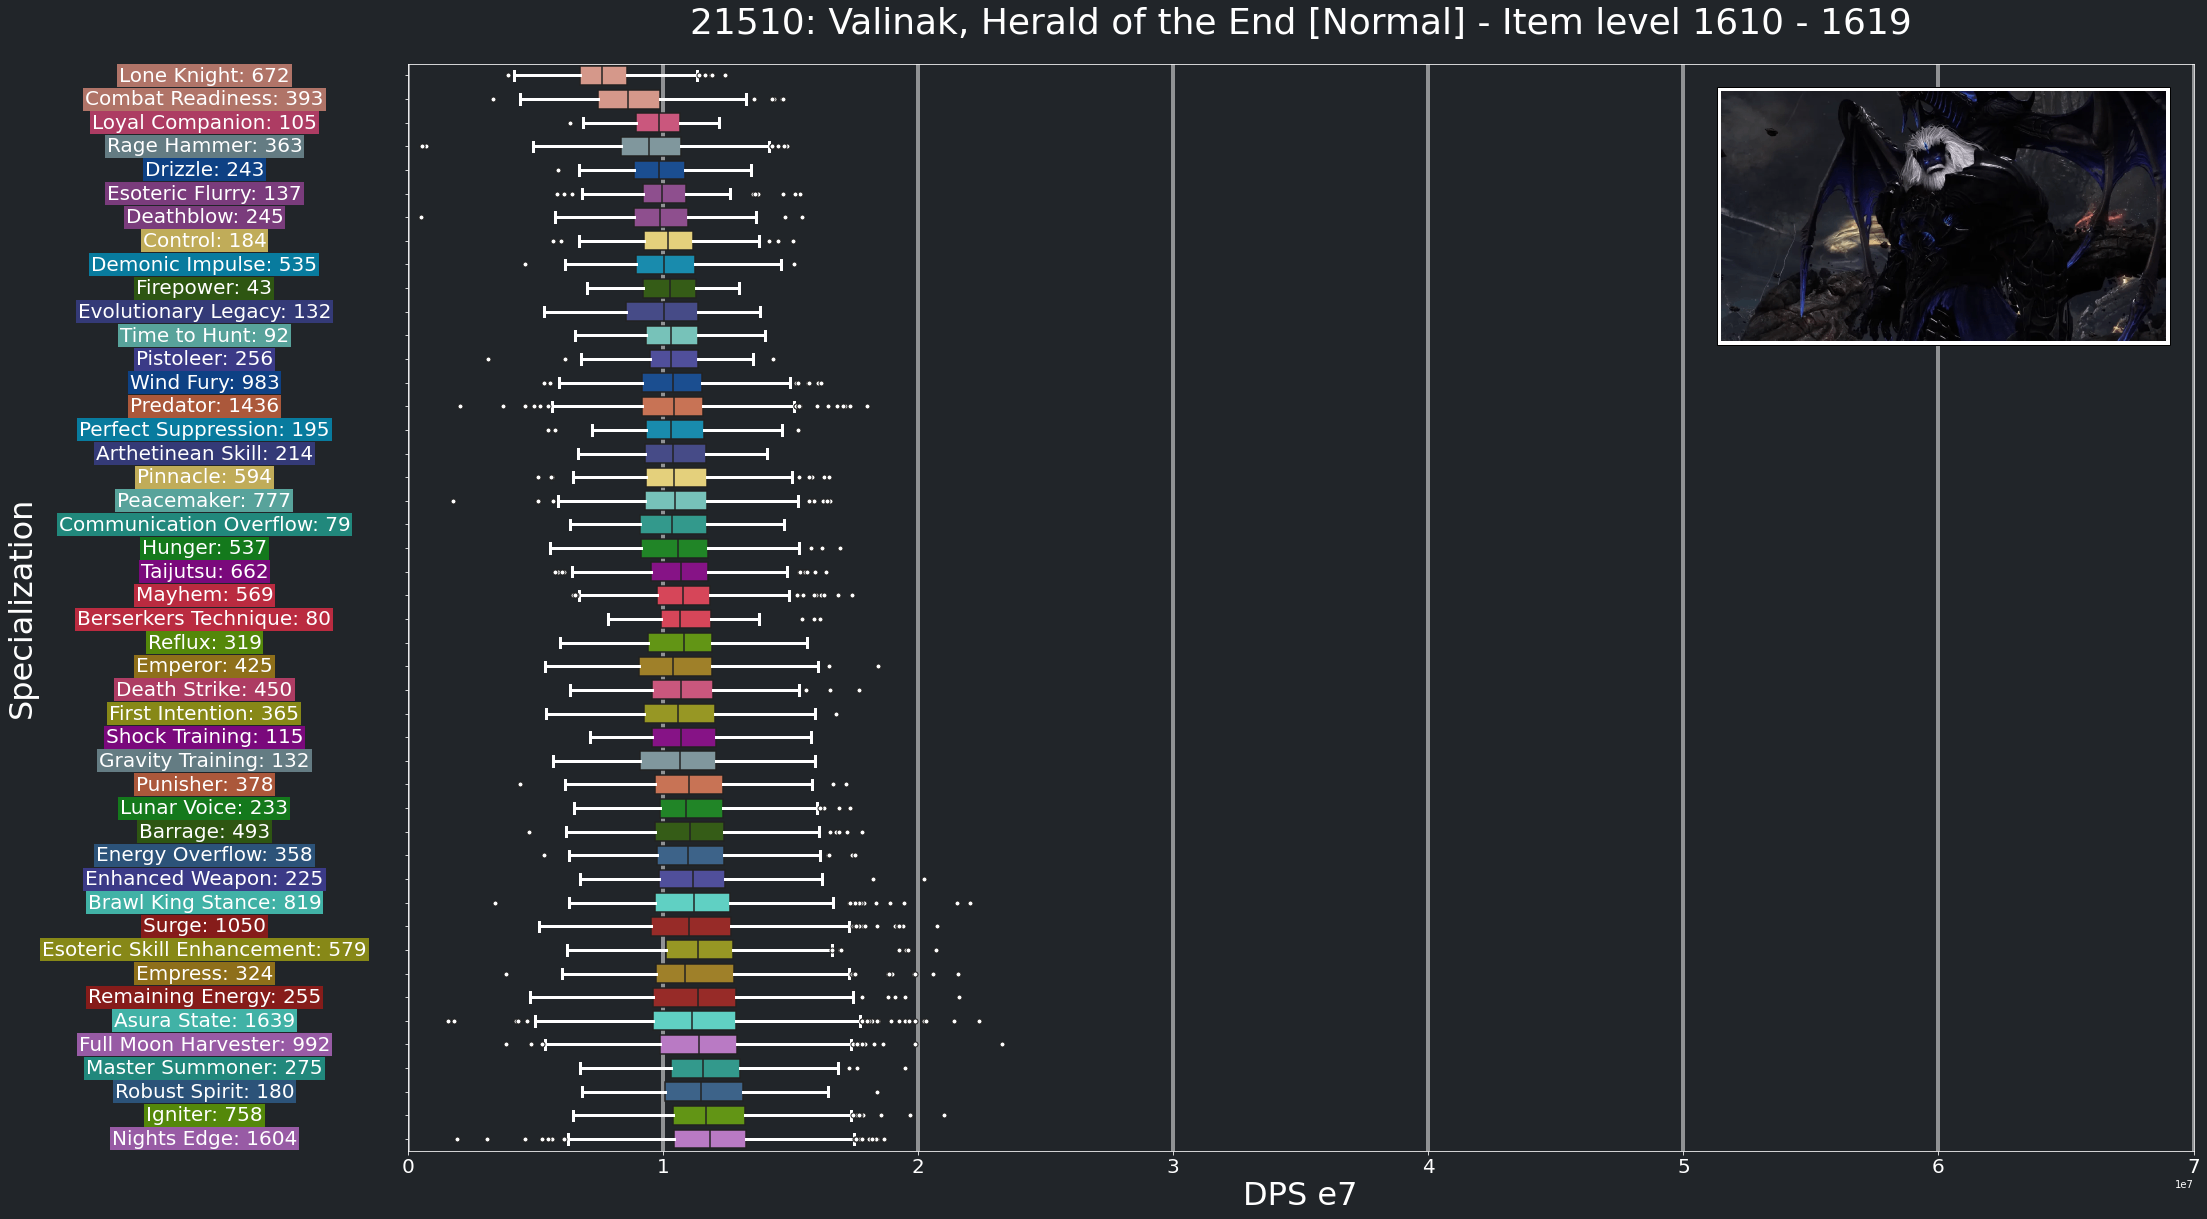 21510: Valinak, Herald of the End [Normal] - Item level 1610 - 1619
Specialization
Lone Knight: 672
Combat Readiness: 393
Loyal Companion: 105
Rage Hammer: 363
Drizzle: 243
Esoteric Flurry: 137
Deathblow: 245
Control: 184
Demonic Impulse: 535
Firepower: 43
Evolutionary Legacy: 132
Time to Hunt: 92
Pistoleer: 256
Wind Fury: 983
Predator: 1436
Perfect Suppression: 195
Arthetinean Skill: 214
Pinnacle: 594
Peacemaker: 777
Communication Overflow: 79
Hunger: 537
Taijutsu: 662
Mayhem: 569
Berserkers Technique: 80
Reflux: 319
Emperor: 425
Death Strike: 450
First Intention: 365
Shock Training: 115
Gravity Training: 132
Punisher: 378
Lunar Voice: 233
Barrage: 493
Energy Overflow: 358
Enhanced Weapon: 225
Brawl King Stance: 819
Surge: 1050
Esoteric Skill Enhancement: 579
Empress: 324
Remaining Energy: 255
Asura State: 1639
Full Moon Harvester: 992
Master Summoner: 275
Robust Spirit: 180
Igniter: 758
Nights Edge: 1604
0 1 2 3 4 5 6 7
1e7
DPS e7